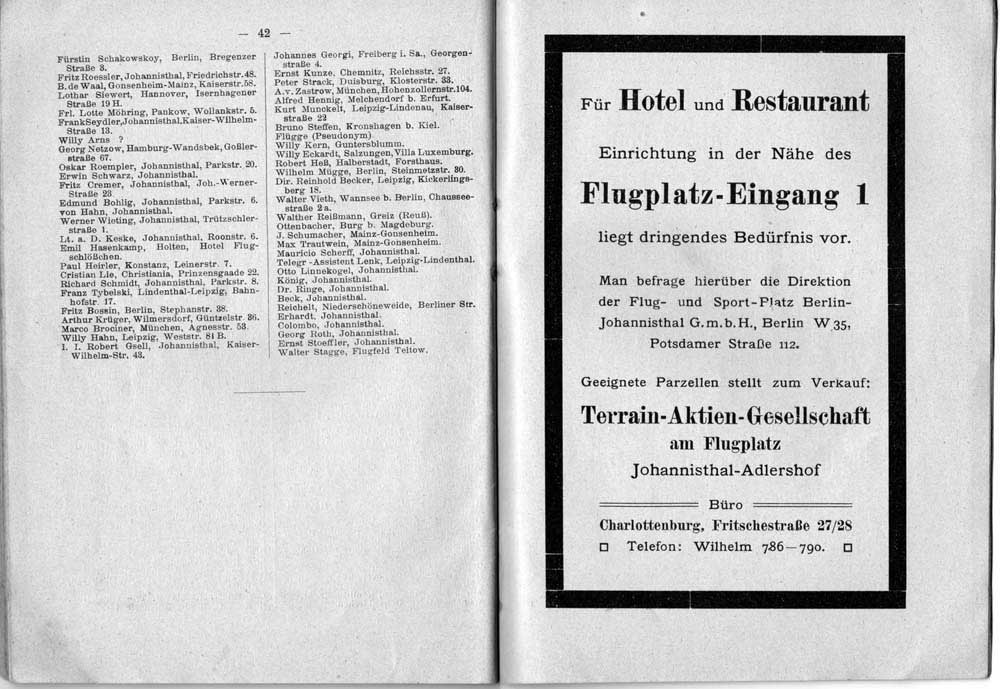 — 42 —
Fürstin Schakowskoy, Berlin, Bregenzer
Straße 3.
Fritz Roessler, Johannisthal, Friedrichstr. 48.
B. de Waal, Gonsenheim-Mainz, Kaiserstr. 58.
Lothar Siewert, Hannover, Isernhagener
Straße 19 H.
Frl. Lotte Möhring, Pankow, Wollankstr. 5.
Frank Seydler, Johannisthal, Kaiser-Wilhelm-
Straße 13.
Willy Arns ?
Georg Netzow, Hamburg-Wandsbek, Goßler-
straße 67.
Oskar Roempler, Johannisthal, Parkstr. 20.
Erwin Schwarz, Johannisthal.
Fritz Cremer, Johannisthal, Joh.-Werner-
Straße 23
Edmund Bohlig, Johannisthal, Parkstr. 6.
von Hahn, Johannisthal.
Werner Wieting, Johannisthal, Trützschler-
straße 1.
Lt. a. D. Keske, Johannisthal, Roonstr. 6.
Emil Hasenkamp, Holten, Hotel Flug-
schlößchen.
Paul Heirler, Konstanz, Leinerstr. 7.
Cristian Lie, Christiania, Prinzensgaade 22.
Richard Schmidt, Johannisthal, Parkstr. 8.
Franz Tybelski, Lindenthal-Leipzig, Bahn-
hofstr. 17.
Fritz Bossin, Berlin, Stephanstr. 38.
Arthur Krüger, Wilmersdorf, Güntzelstr. 36.
Marco Brociner, München, Agnesstr. 53.
Willy Hahn, Leipzig, Weststr. 81 B.
I. I. Robert Gsell, Johannisthal, Kaiser-
Wilhelm-Str. 43.
Johannes Georgi, Freiberg i. Sa., Georgen-
straße 4.
Ernst Kunze, Chemnitz, Reichsstr. 27.
Peter Strack, Duisburg, Klosterstr. 33.
A. v. Zastrow, München, Hohenzollernstr. 104.
Alfred Hennig, Melchendorf b. Erfurt.
Kurt Munckelt, Leipzig-Lindenau, Kaiser-
straße 22
Bruno Steffen, Kronshagen b. Kiel.
Flügge (Pseudonym)
Willy Kern, Guntersblumm.
Willy Eckardt, Salzungen, Villa Luxemburg.
Robert Heß, Halberstadt, Forsthaus.
Wilhelm Mügge, Berlin, Steinmetzstr. 30.
Dir. Reinhold Becker, Leipzig, Kickerlings-
berg 18.
Walter Vieth, Wannsee b. Berlin, Chaussee-
straße 2 a.
Walther Reißmann, Greiz (Reuß).
Ottenbacher, Burg b. Magdeburg.
J. Schumacher, Mainz-Gonsenheim.
Max Trautwein, Mainz-Gonsenheim.
Mauricio Scherff, Johannisthal.
Telegr.-Assistent Lenk, Leipzig-Lindenthal.
Otto Linnekogel, Johannisthal.
König, Johannisthal.
Dr. Ringe, Johannisthal.
Beck, Johannisthal.
Reichelt, Niederschöneweide, Berliner Str.
Erhardt, Johannisthal.
Colombo, Johannisthal.
Georg Roth, Johannisthal.
Ernst Stoeffler, Johannisthal.
Walter Stagge, Flugfeld Teltow.
Für Hotel und Restaurant
Einrichtung in der Nähe des
Flugplatz-Eingang 1
liegt dringendes Bedürfnis vor.
Man befrage hierüber die Direktion
der Flug- und Sport-Platz Berlin-
Johannisthal G. m. b. H., Berlin W 35,
Potsdamer Straße 112.
Geeignete Parzellen stellt zum Verkauf:
Terrain-Aktien-Gesellschaft
am Flugplatz
Johannisthal-Adlershof
Büro
Charlottenburg, Fritschestraße 27/28
Telefon: Wilhelm 786—790.